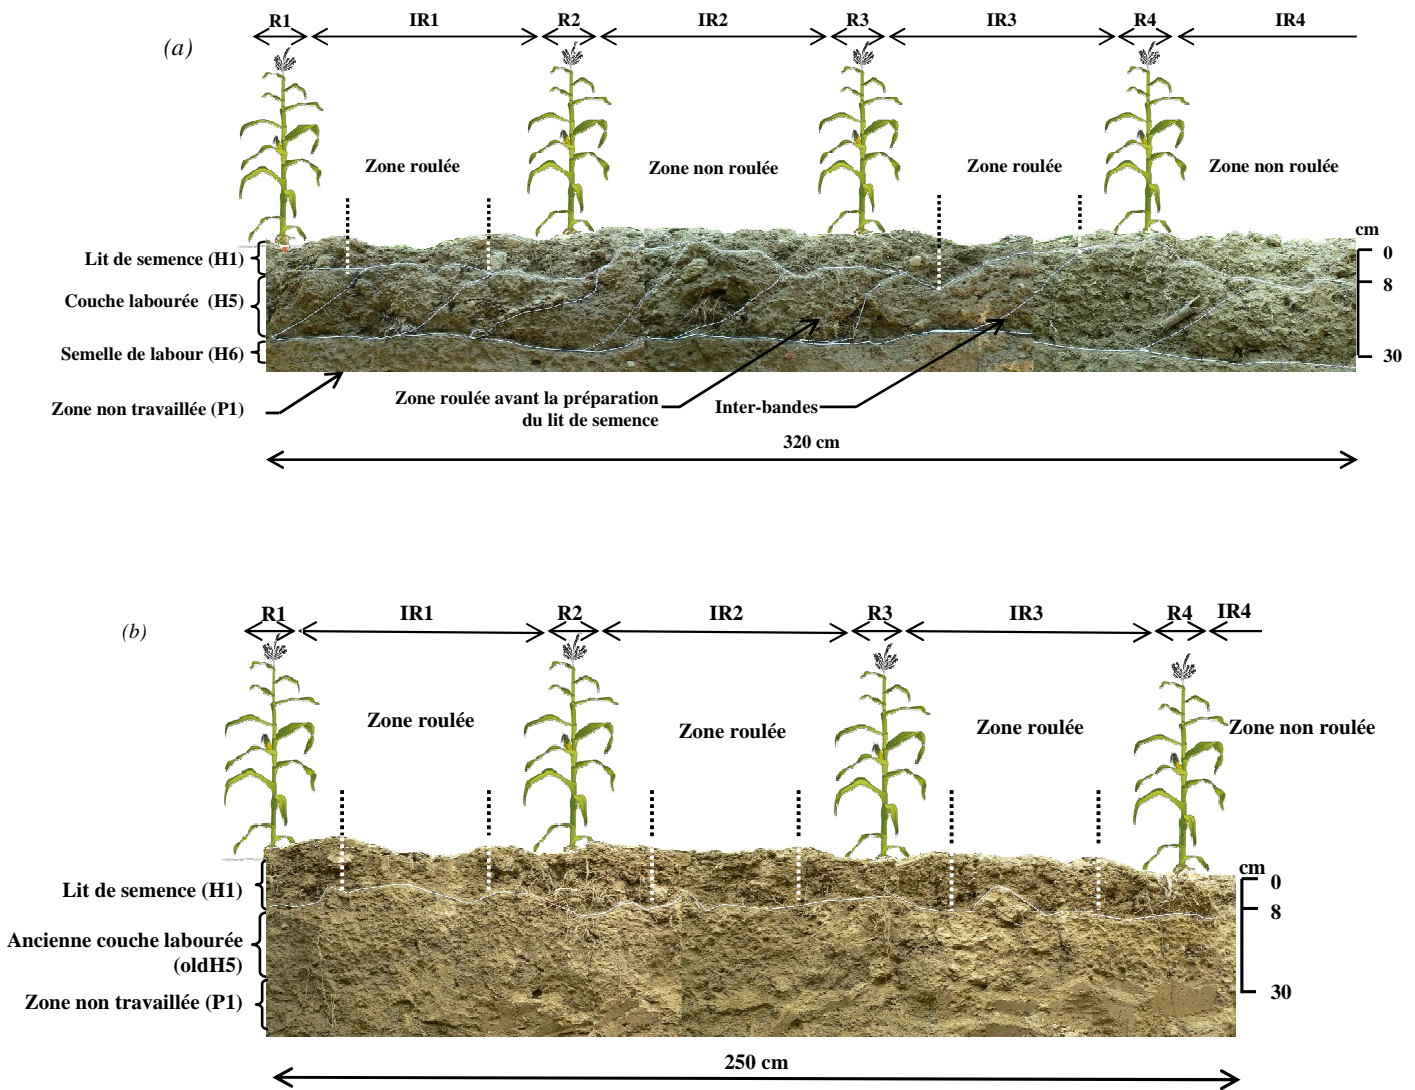 (a)
R1 IR1 R2 IR2 R3 IR3 R4 IR4
Zone roulée
Zone non roulée
Zone roulée
Zone non roulée
cm
0
8
30
Lit de semence (H1)
Couche labourée (H5)
Semelle de labour (H6)
Zone non travaillée (P1)
Zone roulée avant la préparation
du lit de semence
Inter-bandes
320 cm
(b)
R1 IR1 R2 IR2 R3 IR3 R4 IR4
Zone roulée
Zone roulée
Zone roulée
Zone non roulée
cm
0
8
30
Lit de semence (H1)
Ancienne couche labourée
(oldH5)
Zone non travaillée (P1)
250 cm